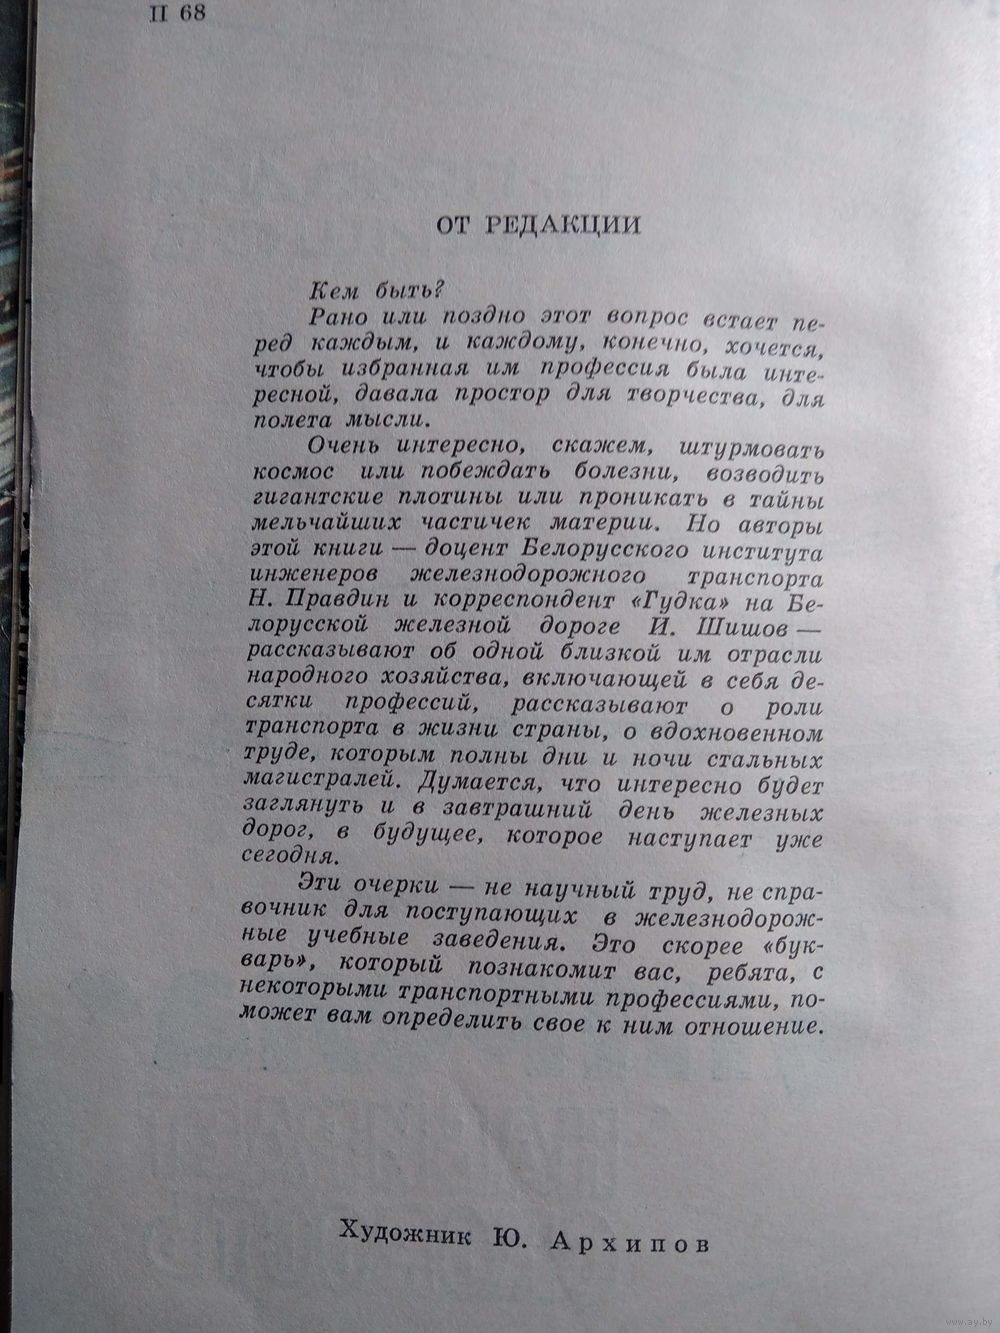 П 68
ОТ РЕДАКЦИИ
Кем быть?
Рано или поздно этот вопрос встает пе-
ред каждым, и каждому, конечно, хочется,
чтобы избранная им профессия была инте-
ресной, давала простор для творчества, для
полета мысли.
Очень интересно, скажем, штурмовать
космос или побеждать болезни, возводить
гигантские плотины или проникать в тайны
мельчайших частичек материи. Но авторы
этой книги — доцент Белорусского института
инженеров железнодорожного транспорта
Н. Правдин и корреспондент «Гудка» на Бе-
лорусской железной дороге И. Шишов —
рассказывают об одной близкой им отрасли
народного хозяйства, включающей в себя де-
сятки профессий, рассказывают о роли
транспорта в жизни страны, о вдохновенном
труде, которым полны дни и ночи стальных
магистралей. Думается, что интересно будет
заглянуть и в завтрашний день железных
дорог, в будущее, которое наступает уже
сегодня.
Эти очерки — не научный труд, не спра-
вочник для поступающих в железнодорож-
ные учебные заведения. Это скорее «бук-
варь», который познакомит вас, ребята, с
некоторыми транспортными профессиями, по-
может вам определить свое к ним отношение.
Художник Ю. Архипов
www.ay.by